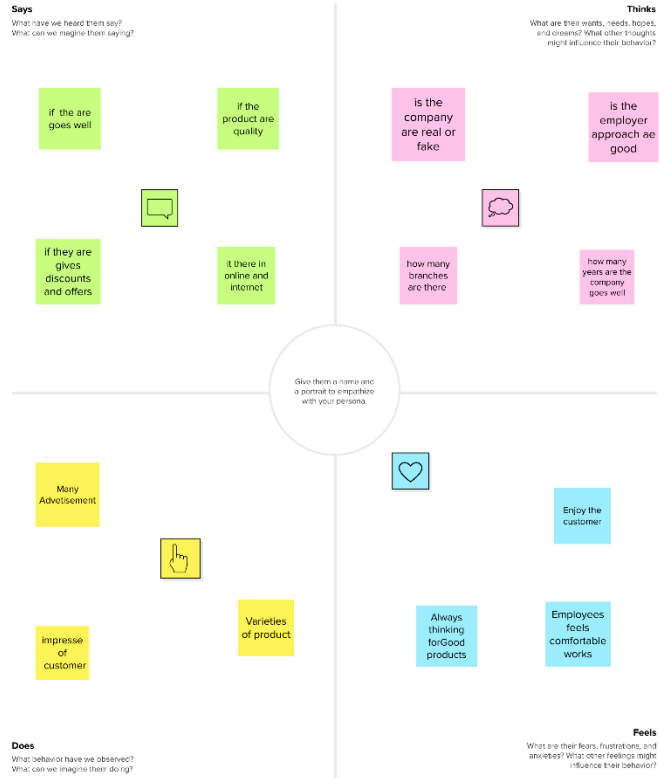 Says
What have we heard them say?
What can we magine them saying?
Thinks
What are their wants, needs, hopes,
and dreams? What other thoughts
might influence their behavior?
if the are
goes well
if the
product are
quality
is the
company
are real or
fake
is the
employer
approach ae
good
if they are
gives
discounts
and offers
it there in
online and
internet
how many
branches
are there
how many
years are the
company
goes well
Give them a name and
a portrait to empathize
with your persona.
Many
Advetisement
Enjoy the
customer
impresse
of
customer
Varieties
of product
Always
thinking
forGood
products
Employees
feels
comfortable
works
Does
What behavior have we observed?
What can we imagine them doing?
Feels
What are their fears, frustrations, and
anxieties? What other feelings might
influence their behavior?